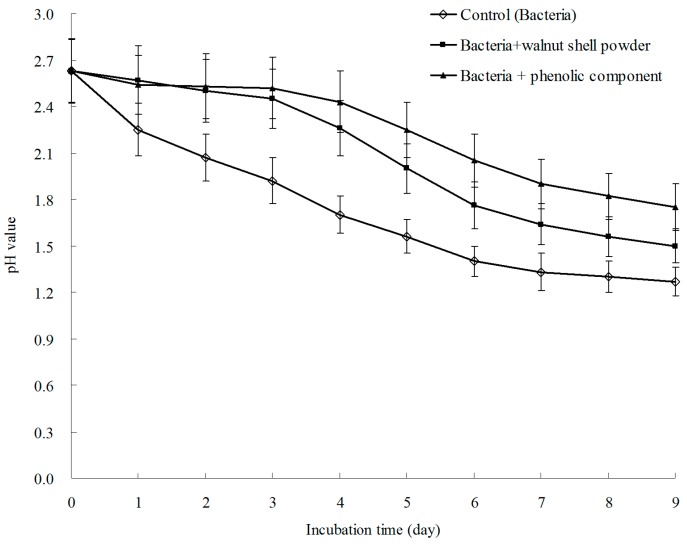 Control (Bacteria)
Bacteria+walnut shell powder
Bacteria + phenolic component
3.0
2.7
2.4
2.1
1.8
1.5
1.2
0.9
0.6
0.3
0.0
pH value
0 1 2 3 4 5 6 7 8 9
Incubation time (day)